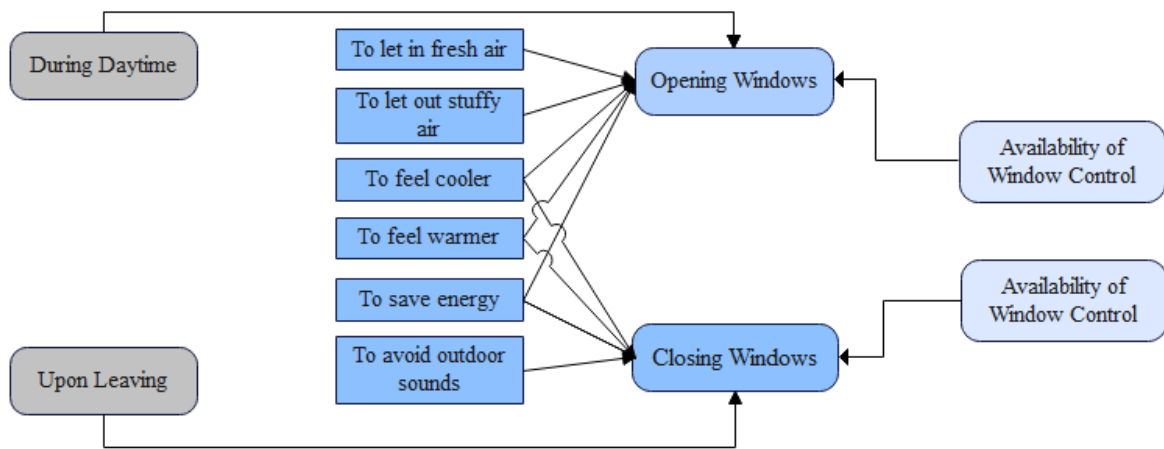 During Daytime
To let in fresh air
To let out stuffy
air
To feel cooler
To feel warmer
To save energy
To avoid outdoor
sounds
Upon Leaving
Opening Windows
Closing Windows
Availability of
Window Control
Availability of
Window Control